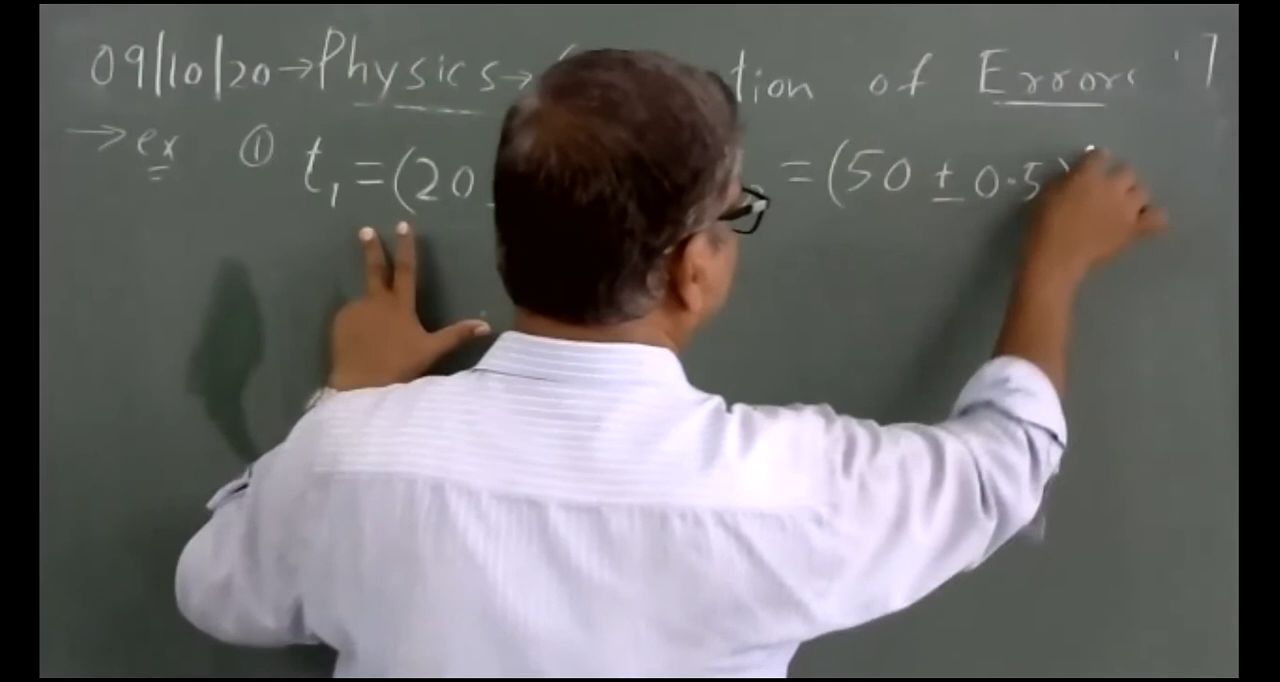 09/10/20→Physics→ tion of Errors
→ex ① t₁=(20 =(50 ± 0.5)